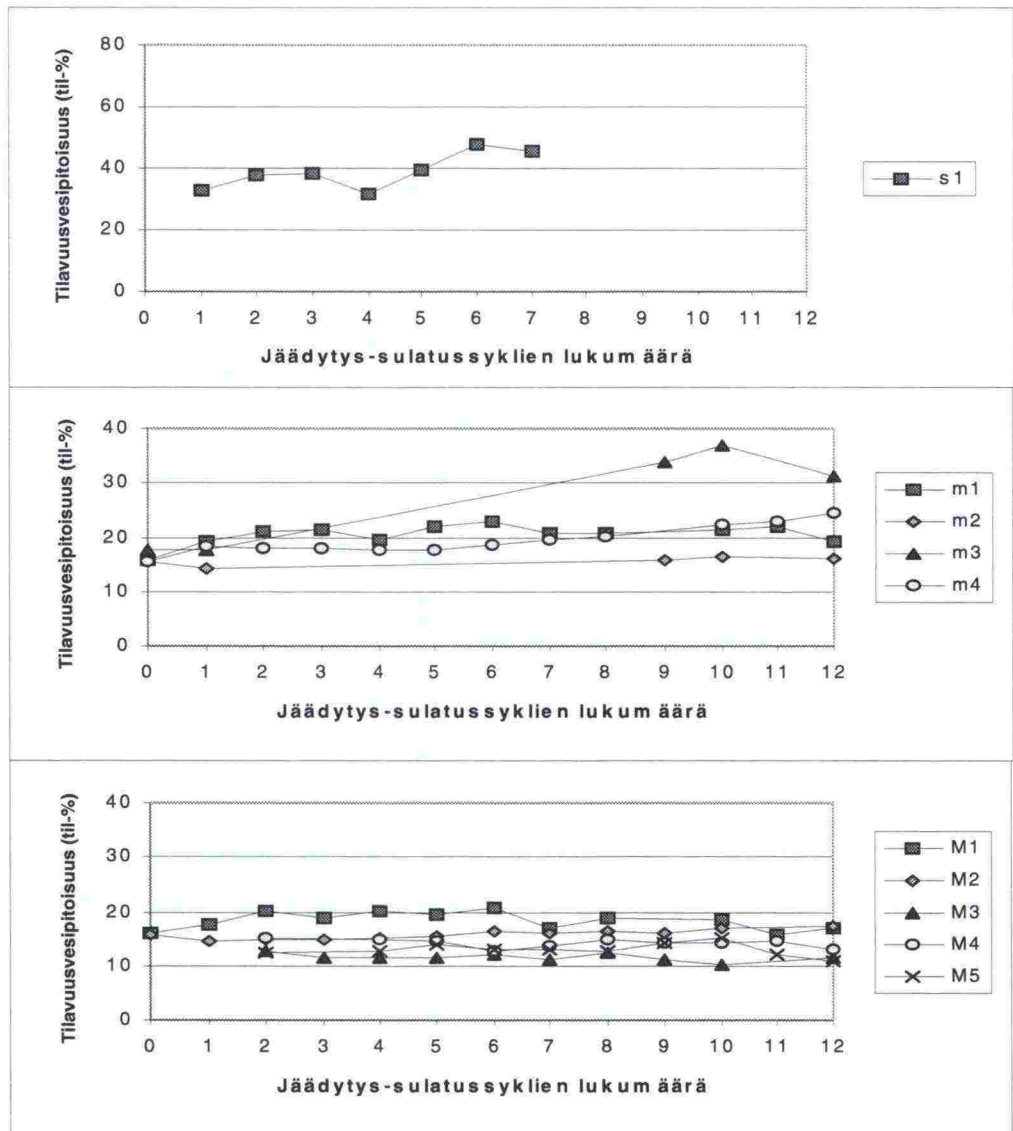 Tilavuusvesipitoisuus (til-%)
80
60
40
20
0
0 1 2 3 4 5 6 7 8 9 10 11 12
Jäädytys-sulatussyklien lukumäärä
s1
Tilavuusvesipitoisuus (til-%)
40
30
20
10
0
0 1 2 3 4 5 6 7 8 9 10 11 12
Jäädytys-sulatussyklien lukumäärä
m1
m2
m3
m4
Tilavuusvesipitoisuus (til-%)
40
30
20
10
0
0 1 2 3 4 5 6 7 8 9 10 11 12
Jäädytys-sulatussyklien lukumäärä
M1
M2
M3
M4
M5